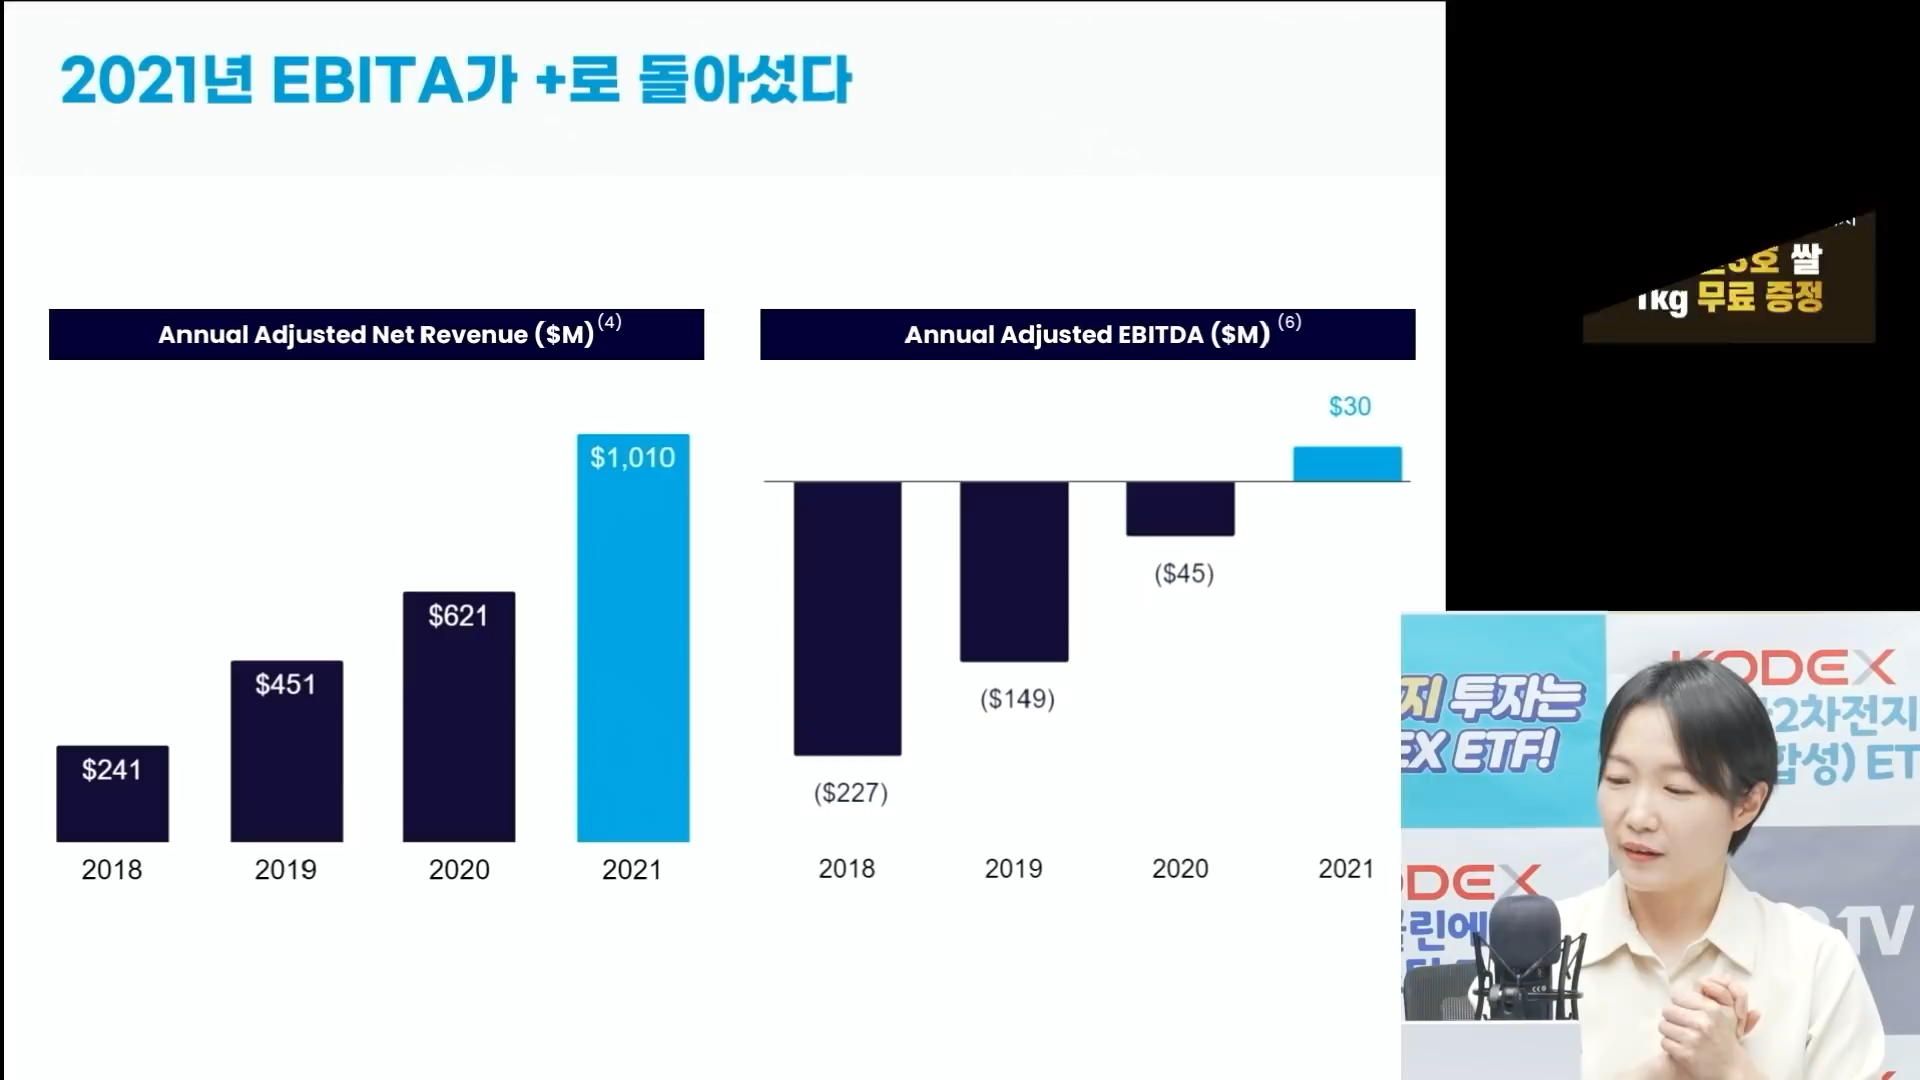 2021년 EBITA가 +로 돌아섰다
Annual Adjusted Net Revenue ($M) (4)
$241
$451
$621
$1,010
2018
2019
2020
2021
Annual Adjusted EBITDA ($M) (6)
$30
($45)
($149)
($227)
2018
2019
2020
2021
쌀
1kg 무료 증정
투자는
ETF!
KODEX
2차전지